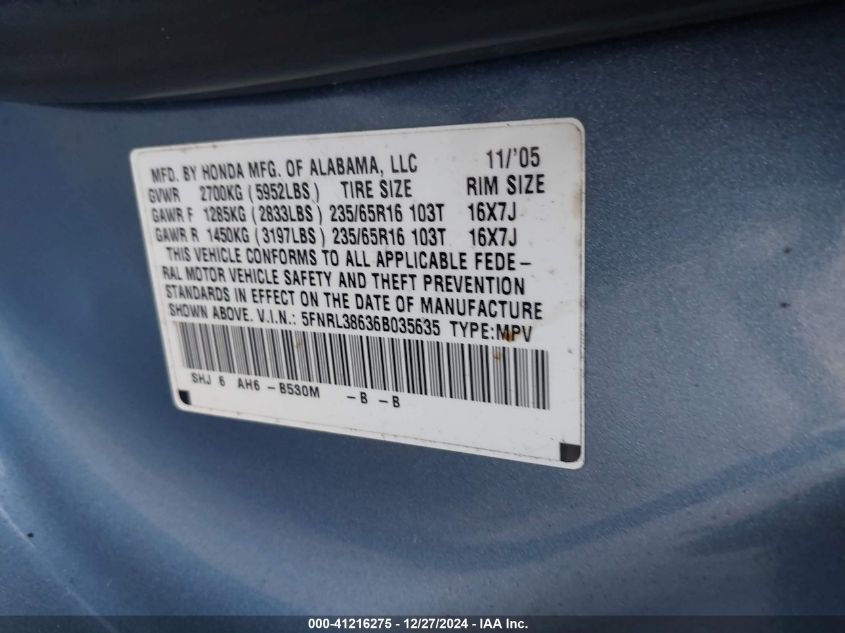 MFD. BY HONDA MFG. OF ALABAMA, LLC 11/'05
GVWR 2700KG (5952LBS) TIRE SIZE RIM SIZE
GAWR F 1285KG (2833LBS) 235/65R16 103T 16X7J
GAWR R 1450KG (3197LBS) 235/65R16 103T 16X7J
THIS VEHICLE CONFORMS TO ALL APPLICABLE FEDE-
RAL MOTOR VEHICLE SAFETY AND THEFT PREVENTION
STANDARDS IN EFFECT ON THE DATE OF MANUFACTURE
SHOWN ABOVE. V.I.N.: 5FNRL38636B035635 TYPE:MPV
SHJ 6 AH6 -B530M -B -B
000-41216275 - 12/27/2024 - IAA Inc.